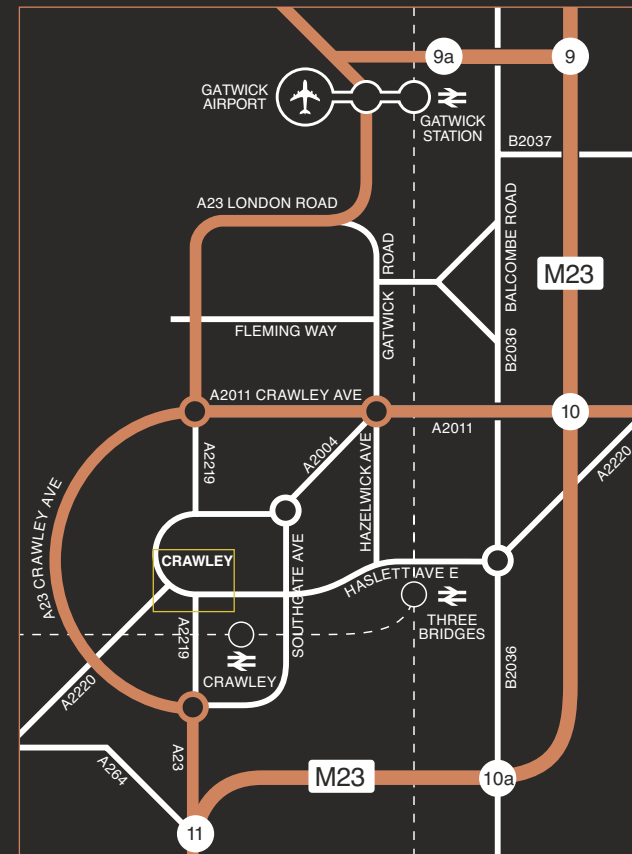 9a
9
GATWICK
AIRPORT
GATWICK
STATION
B2037
A23 LONDON ROAD
GATWICK ROAD
BALCOMBE ROAD
M23
FLEMING WAY
B2036
A2011 CRAWLEY AVE
10
A2011
A2219
A2004
HAZELWICK AVE
A2220
A23 CRAWLEY AVE
CRAWLEY
SOUTHGATE AVE
HASLETT AVE E
THREE
BRIDGES
A2219
CRAWLEY
B2036
A2220
A23
A264
M23
10a
11